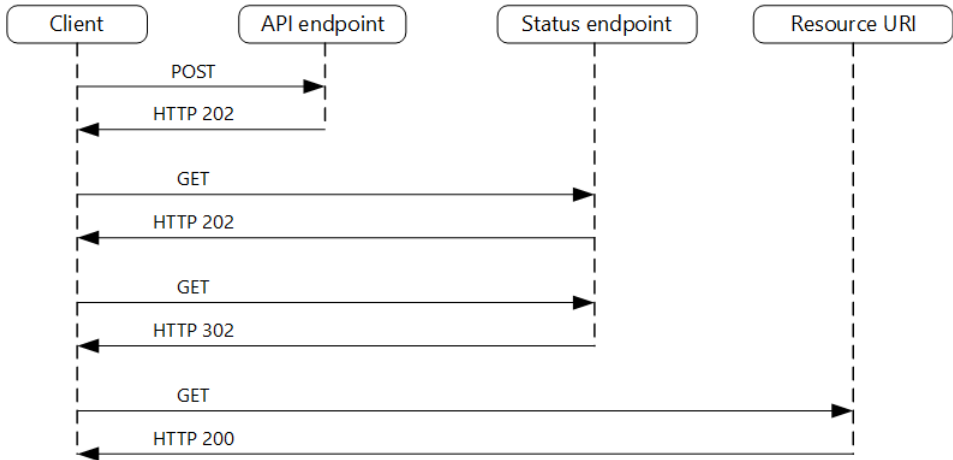 Client
API endpoint
Status endpoint
Resource URI
POST
HTTP 202
GET
HTTP 202
GET
HTTP 302
GET
HTTP 200